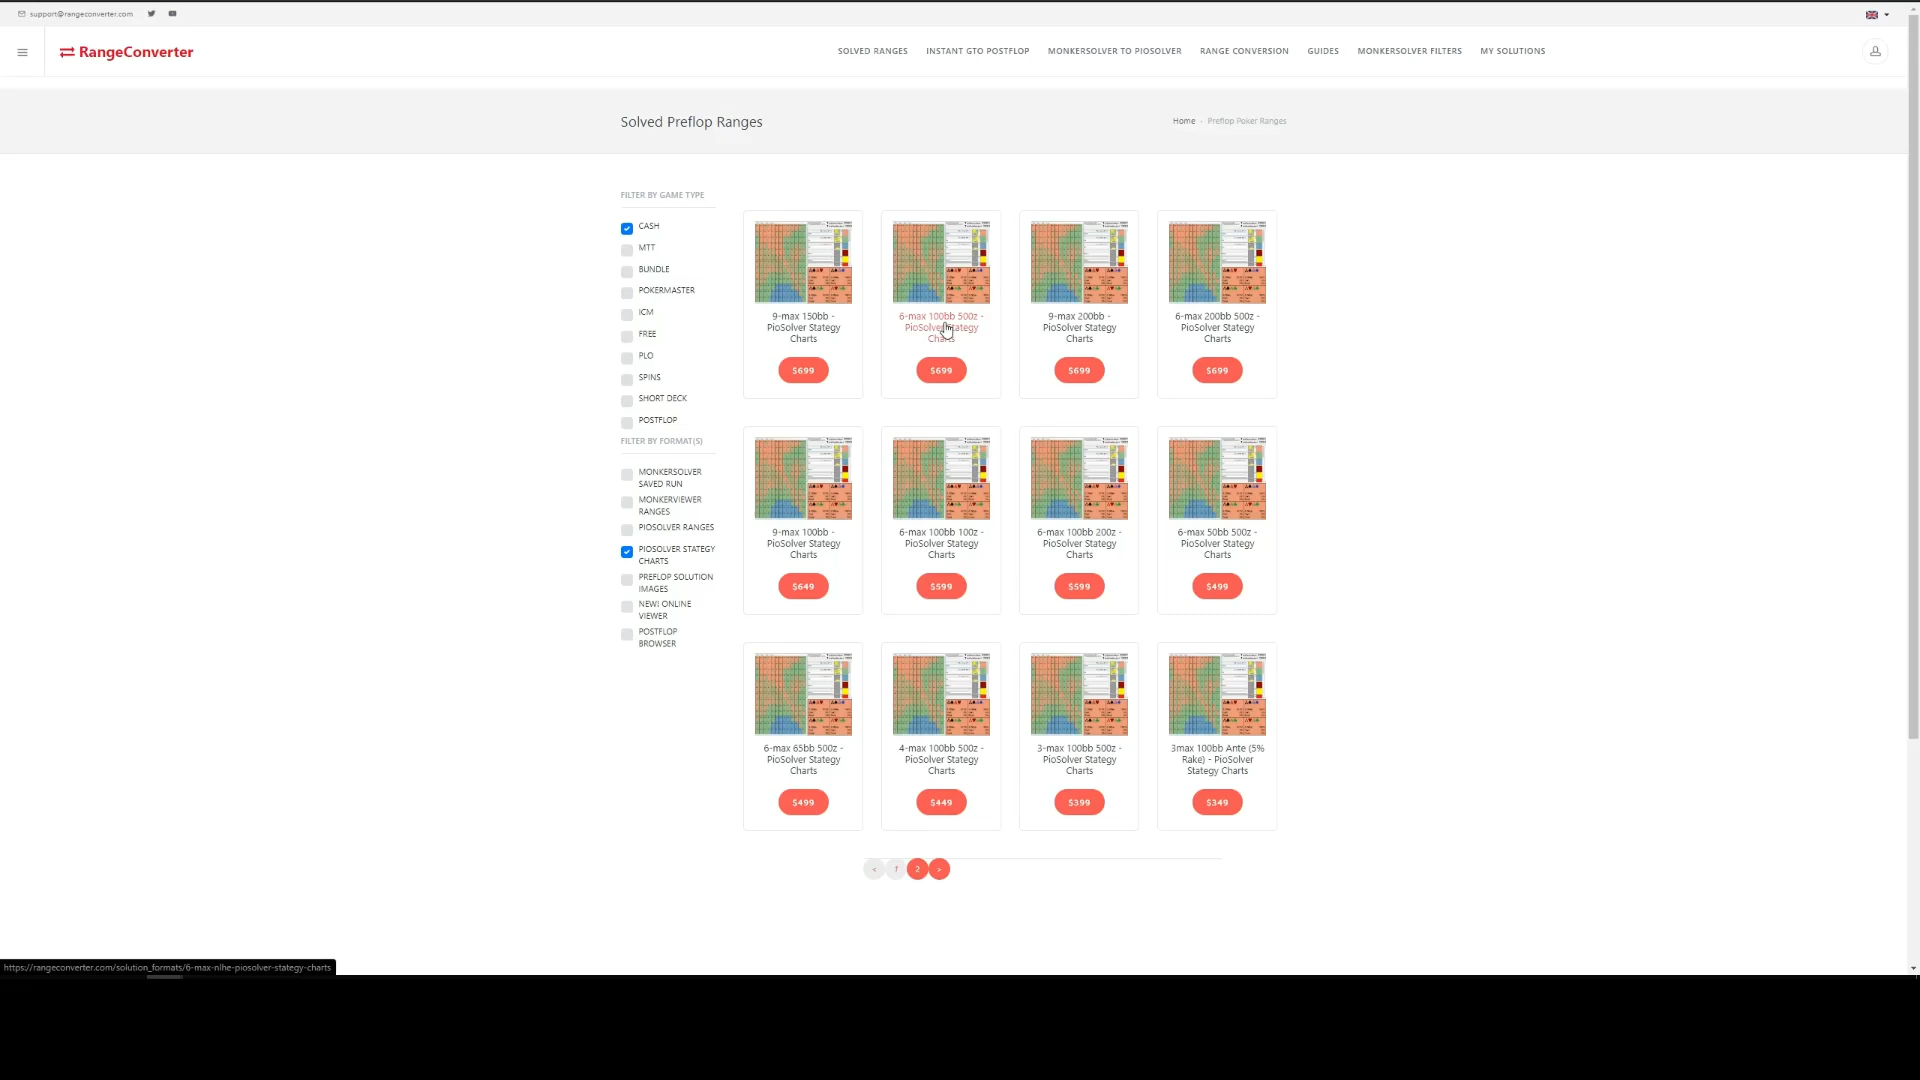 support@rangeconverter.com
RangeConverter
SOLVED RANGES
INSTANT GTO POSTFLOP
MONKERSOLVER TO PIOSOLVER
RANGE CONVERSION
GUIDES
MONKERSOLVER FILTERS
MY SOLUTIONS
Solved Preflop Ranges
Home - Preflop Poker Ranges
FILTER BY GAME TYPE
CASH
MTT
BUNDLE
POKERMASTER
ICM
FREE
PLO
SPINS
SHORT DECK
POSTFLOP
FILTER BY FORMAT(S)
MONKERSOLVER
SAVED RUN
MONKERVIEWER
RANGES
PIOSOLVER RANGES
PIOSOLVER STATEGY
CHARTS
PREFLOP SOLUTION
IMAGES
NEW! ONLINE
VIEWER
POSTFLOP
BROWSER
9-max 150bb -
PioSolver Stategy
Charts
$699
6-max 100bb 500z -
PioSolver Stategy
Charts
$699
9-max 200bb -
PioSolver Stategy
Charts
$699
6-max 200bb 500z -
PioSolver Stategy
Charts
$699
9-max 100bb -
PioSolver Stategy
Charts
$649
6-max 100bb 100z -
PioSolver Stategy
Charts
$599
6-max 100bb 200z -
PioSolver Stategy
Charts
$599
6-max 50bb 500z -
PioSolver Stategy
Charts
$499
6-max 65bb 500z -
PioSolver Stategy
Charts
$499
4-max 100bb 500z -
PioSolver Stategy
Charts
$449
3-max 100bb 500z -
PioSolver Stategy
Charts
$399
3max 100bb Ante (5%
Rake) - PioSolver
Stategy Charts
$349
< 1 2 >
https://rangeconverter.com/solution_formats/6-max-nlhe-piosolver-stategy-charts